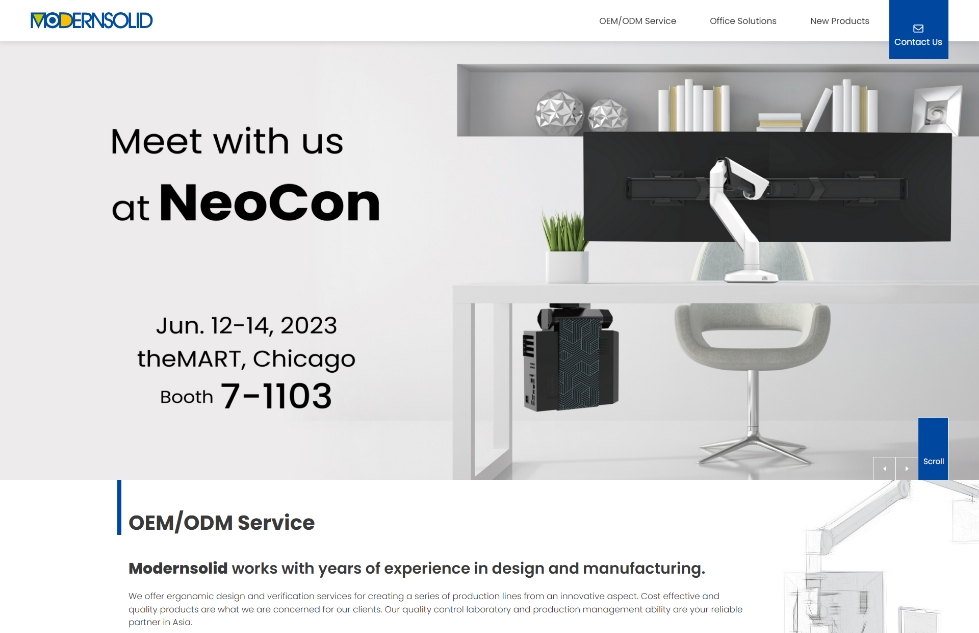 MODERNSOLID
OEM/ODM Service
Office Solutions
New Products
Contact Us
Meet with us
at NeoCon
Jun. 12-14, 2023
theMART, Chicago
Booth 7-1103
Scroll
OEM/ODM Service
Modernsolid works with years of experience in design and manufacturing.
We offer ergonomic design and verification services for creating a series of production lines from an innovative aspect. Cost effective and
quality products are what we are concerned for our clients. Our quality control laboratory and production management ability are your reliable
partner in Asia.